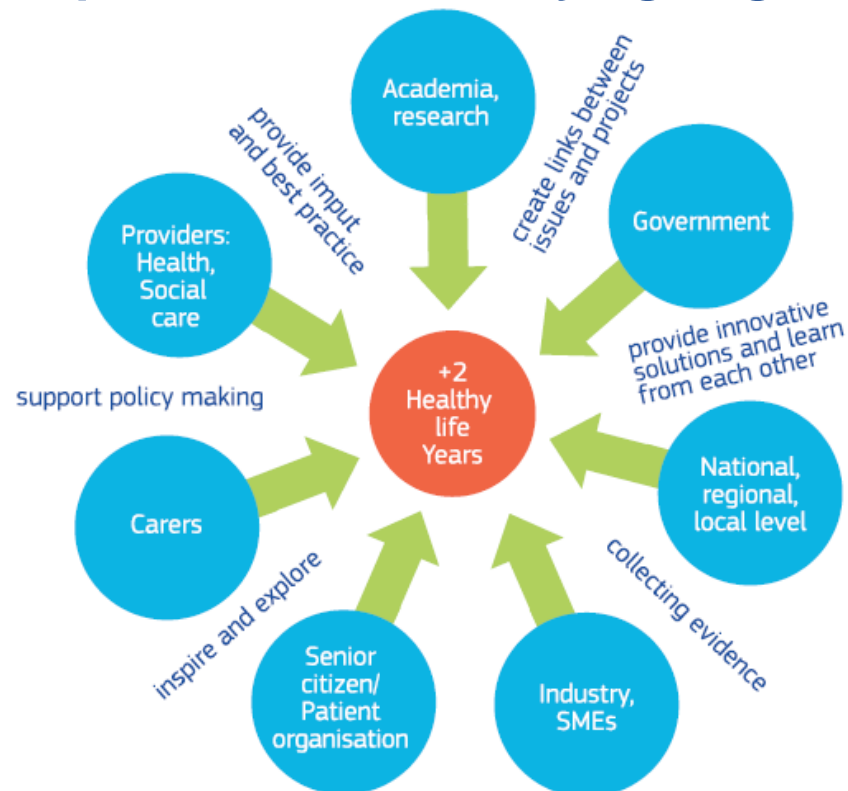 Academia,
research
create links between
issues and projects
Government
provide innovative
solutions and learn
from each other
National,
regional,
local level
collecting evidence
Industry,
SMEs
Senior
citizen/
Patient
organisation
inspire and explore
Carers
support policy making
Providers:
Health,
Social
care
provide imput
and best practice
+2
Healthy
life
Years